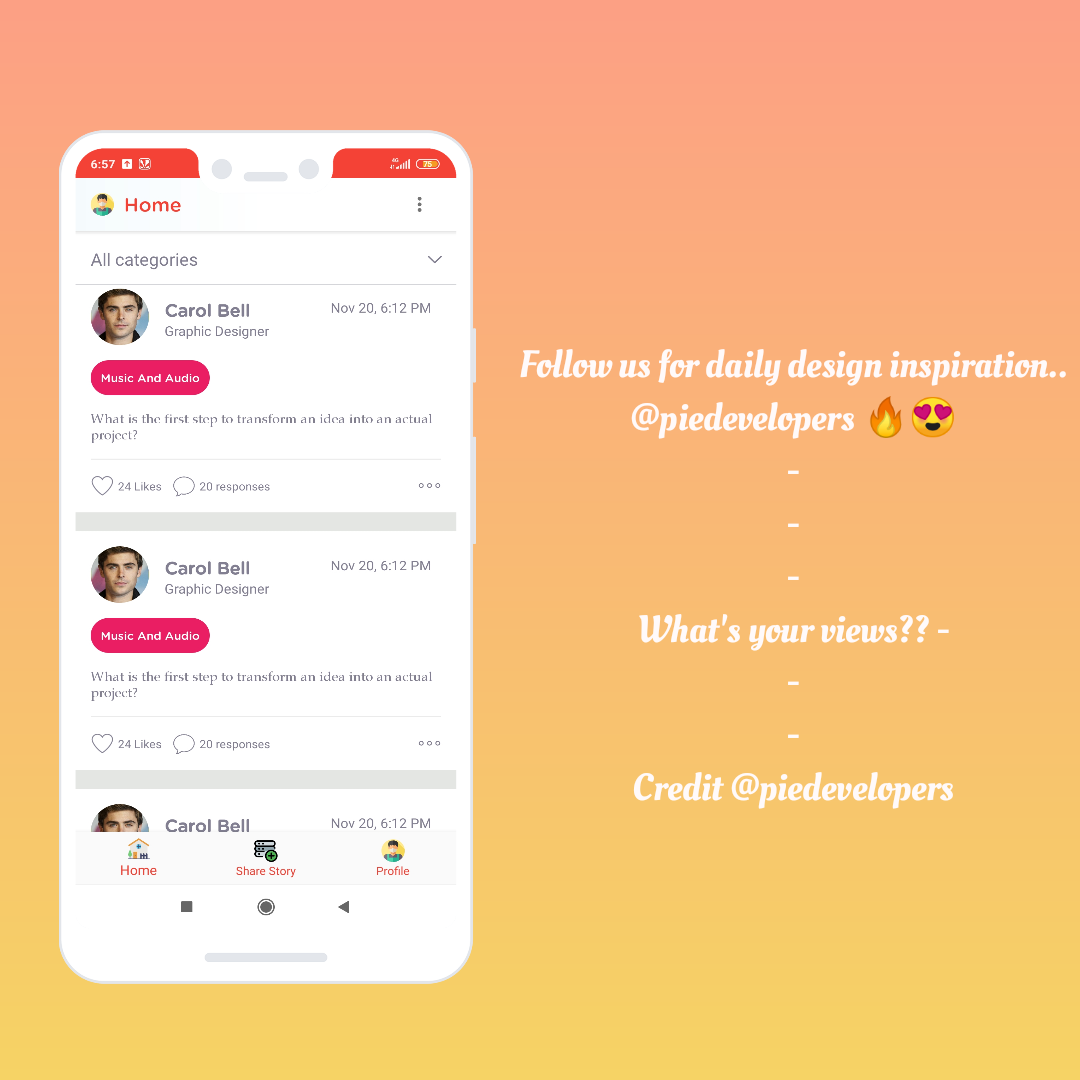 6:57
4G
75
Home
All categories
Carol Bell
Nov 20, 6:12 PM
Graphic Designer
Music And Audio
What is the first step to transform an idea into an actual
project?
24 Likes
20 responses
Carol Bell
Nov 20, 6:12 PM
Graphic Designer
Music And Audio
What is the first step to transform an idea into an actual
project?
24 Likes
20 responses
Carol Bell
Nov 20, 6:12 PM
Home
Share Story
Profile
Follow us for daily design inspiration..
@piedevelopers 🔥😍
-
-
-
What's your views?? -
-
-
Credit @piedevelopers